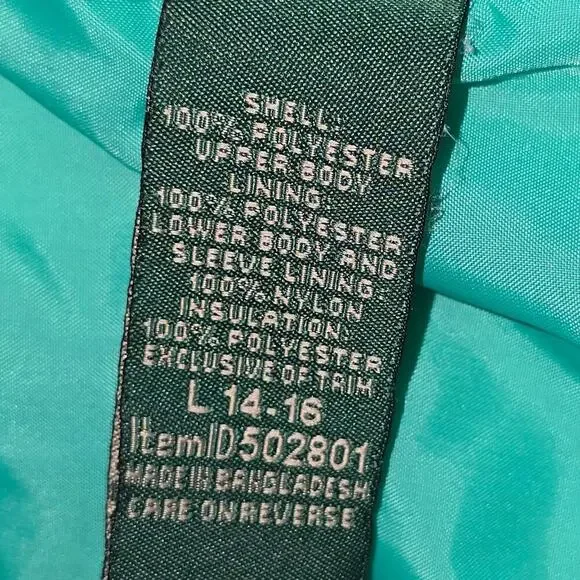 SHELL:
100% POLYESTER
UPPER BODY
LINING:
100% POLYESTER
LOWER BODY AND
SLEEVE LINING:
100% NYLON
INSULATION:
100% POLYESTER
EXCLUSIVE OF TRIM
L 14-16
ItemID502801
MADE IN BANGLADESH
CARE ON REVERSE